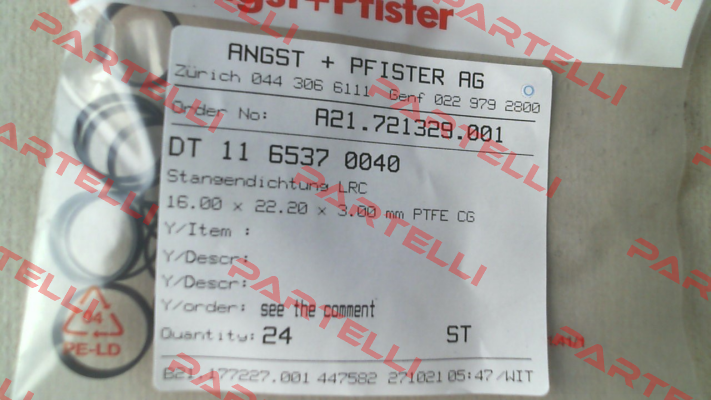 ngst+Pfister
ANGST + PFISTER AG
Zürich 044 306 6111 Genf 022 979 2800
Order No: A21.721329.001
DT 11 6537 0040
Stangendichtung LRC
16.00 x 22.20 x 3.00 mm PTFE CG
Y/Item :
Y/Descr:
Y/Descr:
Y/order: see the comment
Quantity: 24 ST
04
PE-LD
B21.177227.001 447582 271021 05:47 /WIT
PARTELLI
PARTELLI
PARTELLI
PARTELLI
PARTELLI
PARTELLI
PARTELLI